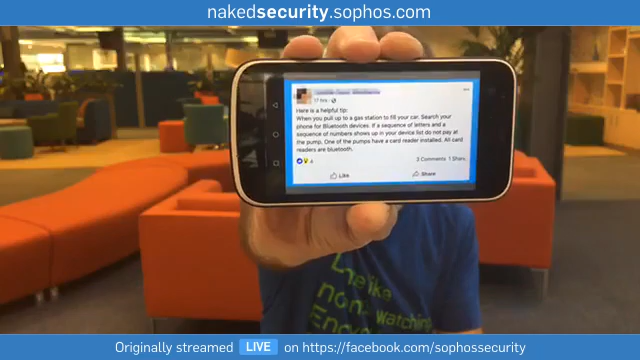 nakedsecurity.sophos.com
17 hrs
Here is a helpful tip:
When you pull up to a gas station to fill your car. Search your
phone for Bluetooth devices. If a sequence of letters and a
sequence of numbers shows up in your device list do not pay at
the pump. One of the pumps have a card reader installed. All card
readers are bluetooth.
3 Comments 1 Share
Like
Share
like
watching
Originally streamed LIVE on https://facebook.com/sophossecurity